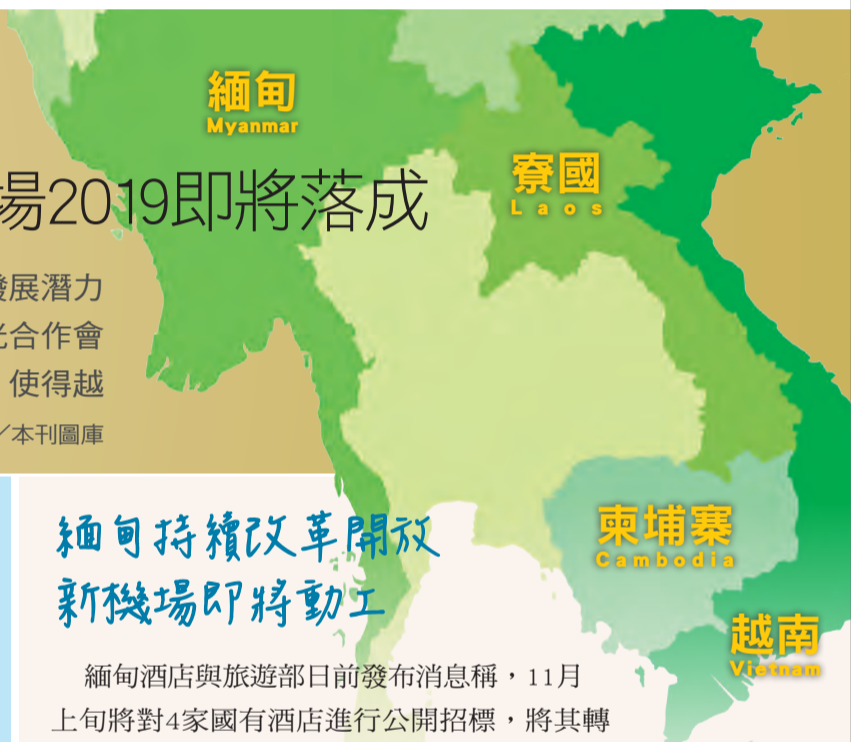 緬甸
Myanmar
寮國
Laos
場2019即將落成
發展潛力
光合作會
使得越
／本刊圖庫
柬埔寨
Cambodia
越南
Vietnam
緬甸持續改革開放
新機場即將動工
緬甸酒店與旅遊部日前發布消息稱，11月
上旬將對4家國有酒店進行公開招標，將其轉